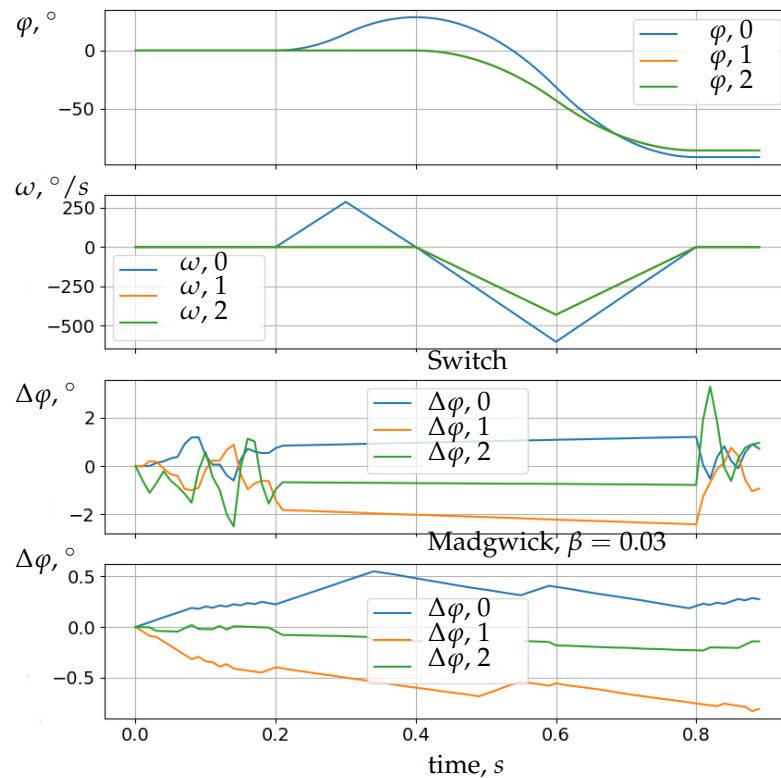 φ, °
0
−50
φ, 0
φ, 1
φ, 2
ω, °/s
250
0
−250
−500
ω, 0
ω, 1
ω, 2
Switch
Δφ, °
2
0
−2
Δφ, 0
Δφ, 1
Δφ, 2
Madgwick, β = 0.03
Δφ, °
0.5
0.0
−0.5
Δφ, 0
Δφ, 1
Δφ, 2
0.0 0.2 0.4 0.6 0.8
time, s